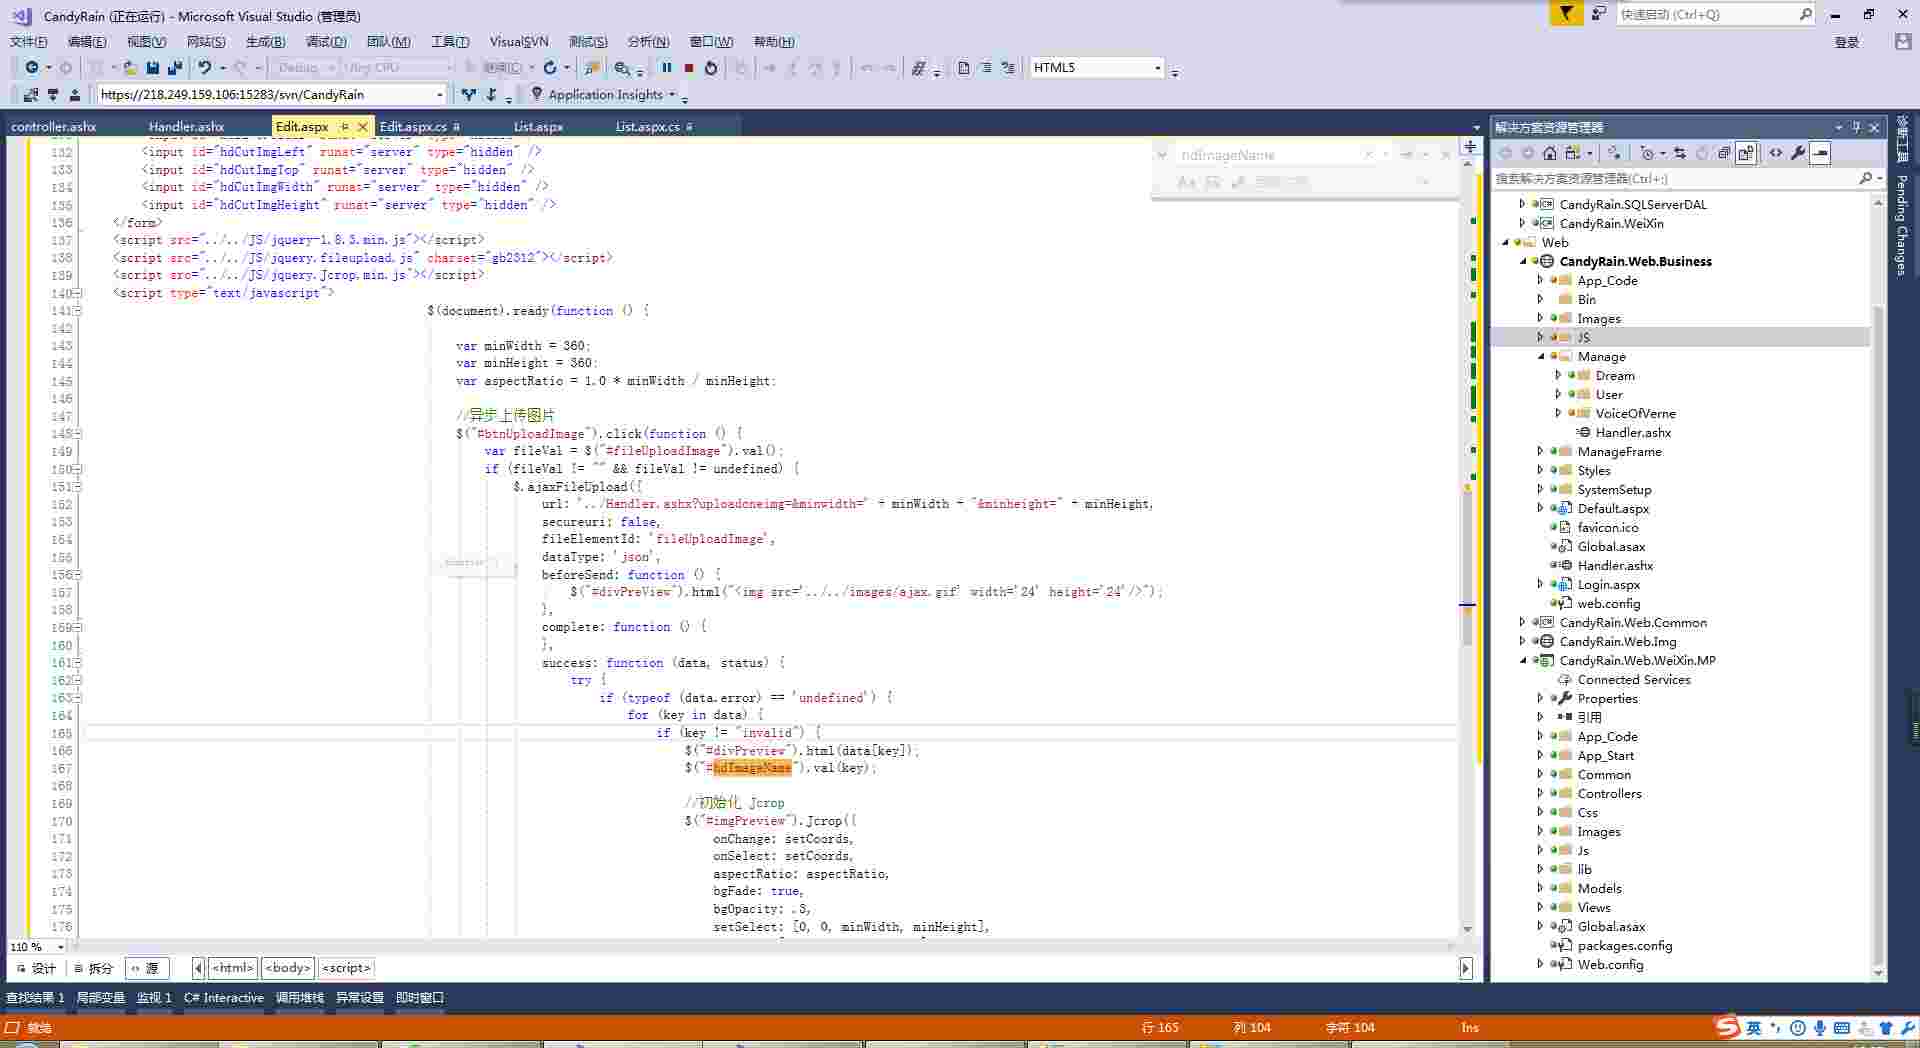 CandyRain (正在运行) - Microsoft Visual Studio (管理员)
快速启动 (Ctrl+Q)
文件(F) 编辑(E) 视图(V) 网站(S) 生成(B) 调试(D) 团队(M) 工具(T) VisualSVN 测试(S) 分析(N) 窗口(W) 帮助(H)
登录
Debug Any CPU HTML5
https://218.249.159.106:15283/svn/CandyRain Application Insights
controller.ashx Handler.ashx Edit.aspx Edit.aspx.cs List.aspx List.aspx.cs
hdImageName
132 <input id="hdCutImgLeft" runat="server" type="hidden" />
133 <input id="hdCutImgTop" runat="server" type="hidden" />
134 <input id="hdCutImgWidth" runat="server" type="hidden" />
135 <input id="hdCutImgHeight" runat="server" type="hidden" />
136 </form>
137 <script src="../../JS/jquery-1.8.3.min.js"></script>
138 <script src="../../JS/jquery.fileupload.js" charset="gb2312"></script>
139 <script src="../../JS/jquery.Jcrop.min.js"></script>
140 <script type="text/javascript">
141 $(document).ready(function () {
142
143 var minWidth = 360;
144 var minHeight = 360;
145 var aspectRatio = 1.0 * minWidth / minHeight;
146
147 //异步上传图片
148 $("#btnUploadImage").click(function () {
149 var fileVal = $("#fileUploadImage").val();
150 if (fileVal != "" && fileVal != undefined) {
151 $.ajaxFileUpload({
152 url: "../Handler.ashx?uploadoneimg=&minwidth=" + minWidth + "&minheight=" + minHeight,
153 secureuri: false,
154 fileElementId: 'fileUploadImage',
155 dataType: 'json',
156 beforeSend: function () {
157 $("#divPreView").html("<img src='../../images/ajax.gif' width='24' height='24'/>");
158 },
159 complete: function () {
160 },
161 success: function (data, status) {
162 try {
163 if (typeof (data.error) == 'undefined') {
164 for (key in data) {
165 if (key != "invalid") {
166 $("#divPreview").html(data[key]);
167 $("#hdImageName").val(key);
168
169 //初始化 Jcrop
170 $("#imgPreview").Jcrop({
171 onChange: setCoords,
172 onSelect: setCoords,
173 aspectRatio: aspectRatio,
174 bgFade: true,
175 bgOpacity: .3,
176 setSelect: [0, 0, minWidth, minHeight],
110 %
设计 拆分 源 <html> <body> <script>
查找结果 1 局部变量 监视 1 C# Interactive 调用堆栈 异常设置 即时窗口
就绪 行 165 列 104 字符 104 Ins
英
解决方案资源管理器
搜索解决方案资源管理器(Ctrl+;)
CandyRain.SQLServerDAL
CandyRain.WeiXin
Web
CandyRain.Web.Business
App_Code
Bin
Images
JS
Manage
Dream
User
VoiceOfVerne
Handler.ashx
ManageFrame
Styles
SystemSetup
Default.aspx
favicon.ico
Global.asax
Handler.ashx
Login.aspx
web.config
CandyRain.Web.Common
CandyRain.Web.Img
CandyRain.Web.WeiXin.MP
Connected Services
Properties
引用
App_Code
App_Start
Common
Controllers
Css
Images
Js
lib
Models
Views
Global.asax
packages.config
Web.config
诊断工具
Pending Changes